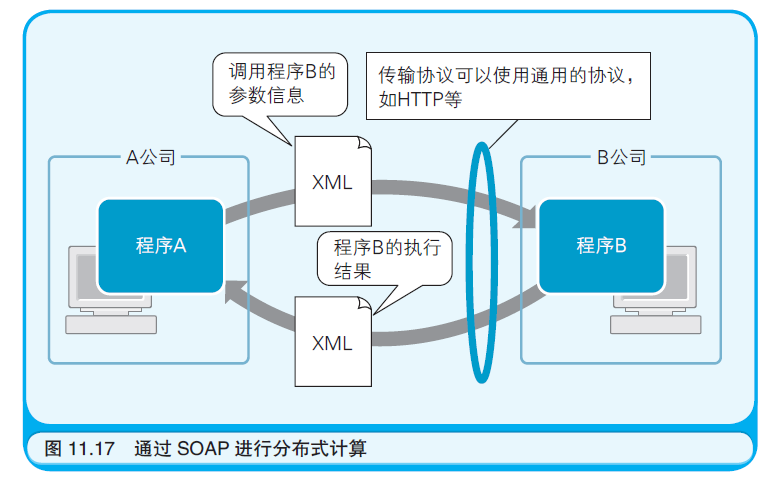 调用程序B的
参数信息
传输协议可以使用通用的协议，
如HTTP等
A公司
B公司
XML
程序A
程序B
程序B的执行
结果
XML
图 11.17 通过 SOAP 进行分布式计算